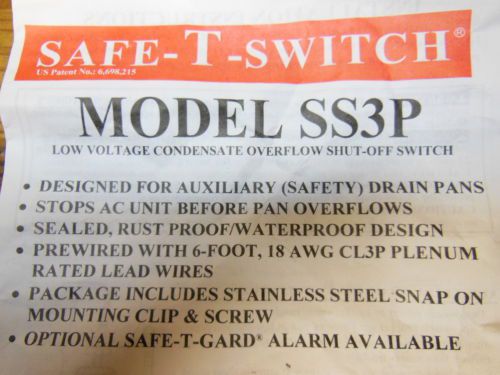 SAFE-T-SWITCH®
US Patent No.: 6,698,215
MODEL SS3P
LOW VOLTAGE CONDENSATE OVERFLOW SHUT-OFF SWITCH
• DESIGNED FOR AUXILIARY (SAFETY) DRAIN PANS
• STOPS AC UNIT BEFORE PAN OVERFLOWS
• SEALED, RUST PROOF/WATERPROOF DESIGN
• PREWIRED WITH 6-FOOT, 18 AWG CL3P PLENUM
RATED LEAD WIRES
• PACKAGE INCLUDES STAINLESS STEEL SNAP ON
MOUNTING CLIP & SCREW
• OPTIONAL SAFE-T-GARD® ALARM AVAILABLE